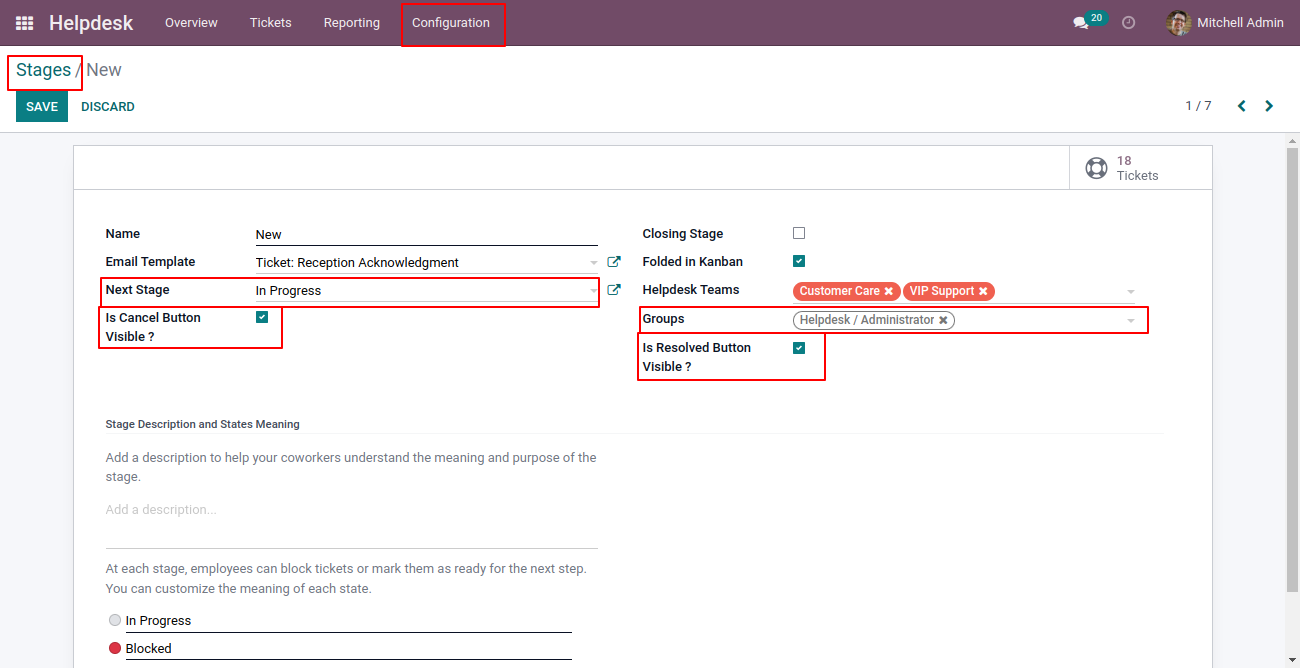 Helpdesk Overview Tickets Reporting Configuration 20 Mitchell Admin
Stages / New
SAVE DISCARD 1 / 7
18
Tickets
Name New Closing Stage
Email Template Ticket: Reception Acknowledgment Folded in Kanban
Next Stage In Progress Helpdesk Teams Customer Care ✖ VIP Support ✖
Is Cancel Button
Visible ?
Groups Helpdesk / Administrator ✖
Is Resolved Button
Visible ?
Stage Description and States Meaning
Add a description to help your coworkers understand the meaning and purpose of the
stage.
Add a description...
At each stage, employees can block tickets or mark them as ready for the next step.
You can customize the meaning of each state.
In Progress
Blocked